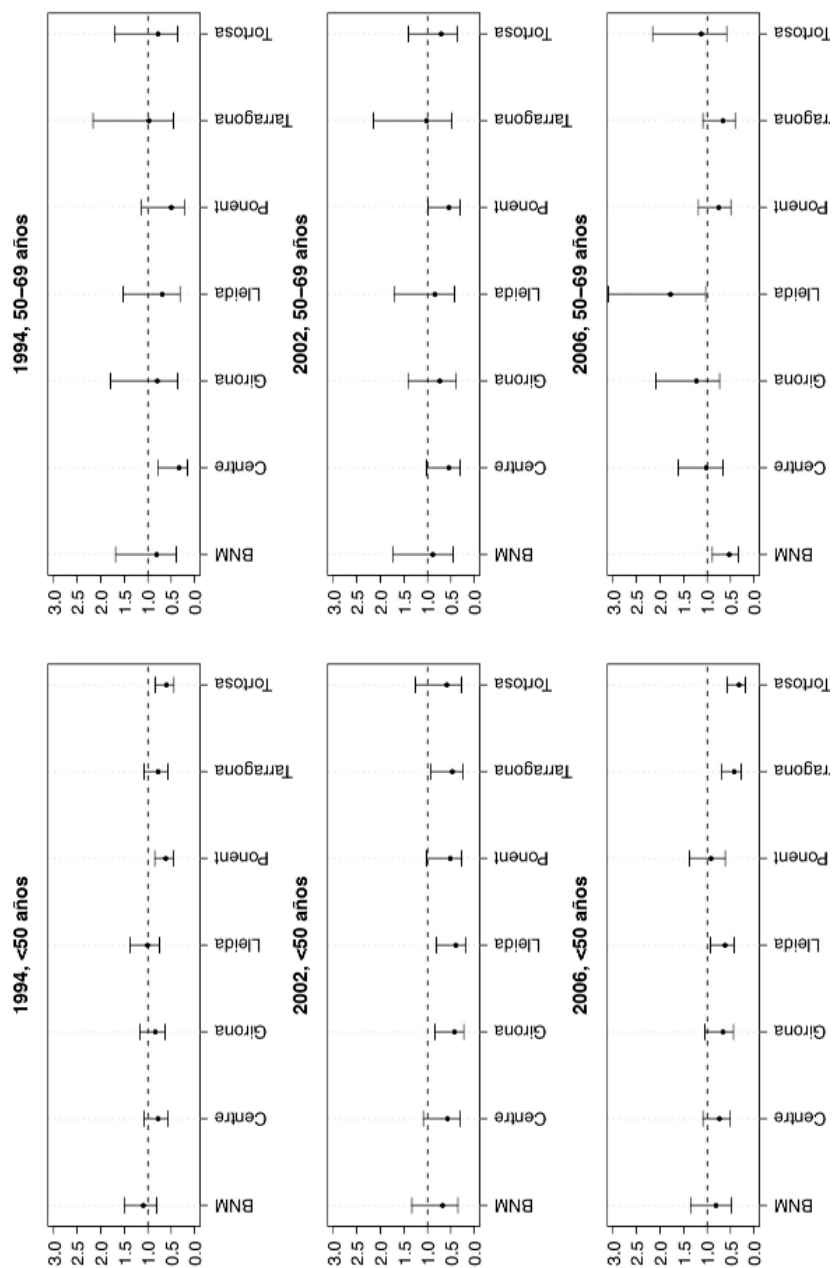 1994, <50 años
3.0
2.5
2.0
1.5
1.0
0.5
0.0
BNM
Centre
Girona
Lleida
Ponent
Tarragona
Tortosa
1994, 50–69 años
3.0
2.5
2.0
1.5
1.0
0.5
0.0
BNM
Centre
Girona
Lleida
Ponent
Tarragona
Tortosa
2002, <50 años
3.0
2.5
2.0
1.5
1.0
0.5
0.0
BNM
Centre
Girona
Lleida
Ponent
Tarragona
Tortosa
2002, 50–69 años
3.0
2.5
2.0
1.5
1.0
0.5
0.0
BNM
Centre
Girona
Lleida
Ponent
Tarragona
Tortosa
2006, <50 años
3.0
2.5
2.0
1.5
1.0
0.5
0.0
BNM
Centre
Girona
Lleida
Ponent
ragona
Tortosa
2006, 50–69 años
3.0
2.5
2.0
1.5
1.0
0.5
0.0
BNM
Centre
Girona
Lleida
Ponent
ragona
Tortosa